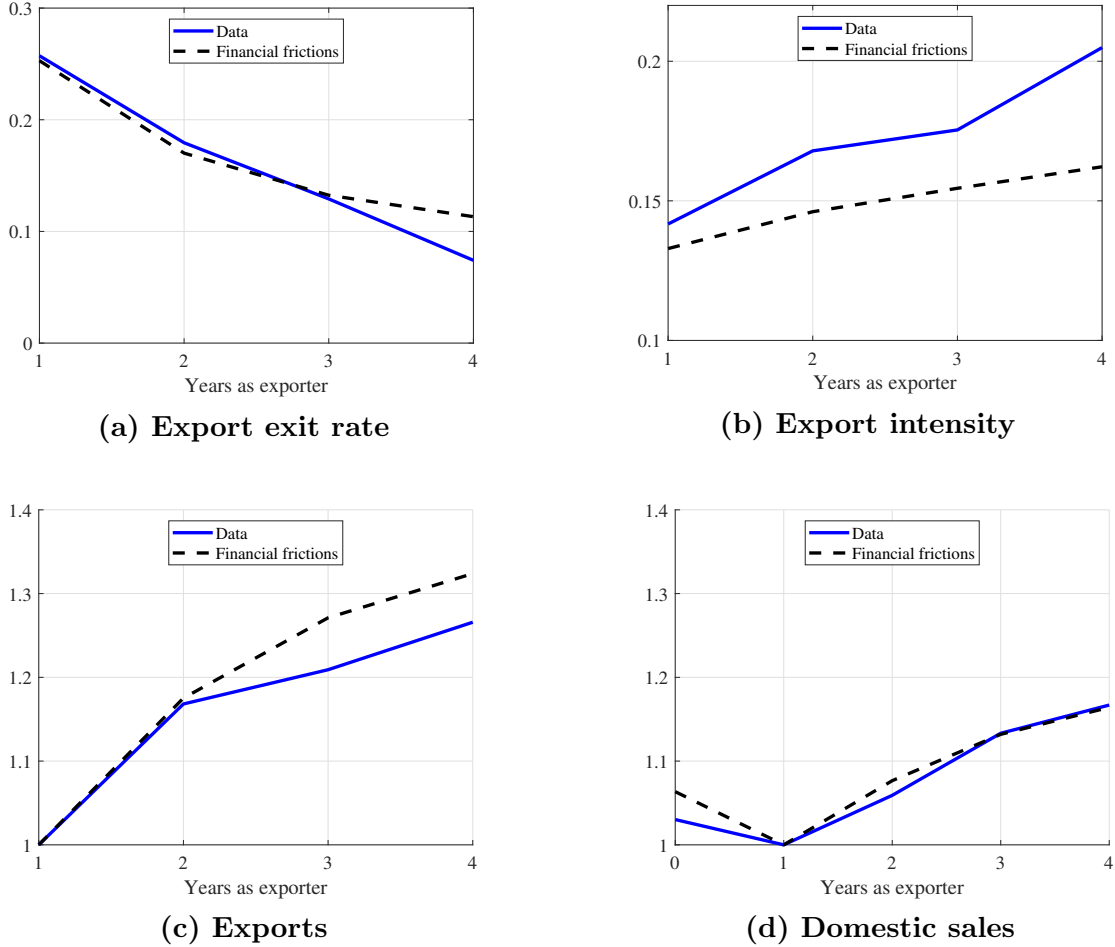 0.3
0.2
0.1
0
Data
Financial frictions
1 2 3 4
Years as exporter
(a) Export exit rate
0.2
0.15
0.1
Data
Financial frictions
1 2 3 4
Years as exporter
(b) Export intensity
1.4
1.3
1.2
1.1
1
Data
Financial frictions
1 2 3 4
Years as exporter
(c) Exports
1.4
1.3
1.2
1.1
1
Data
Financial frictions
0 1 2 3 4
Years as exporter
(d) Domestic sales